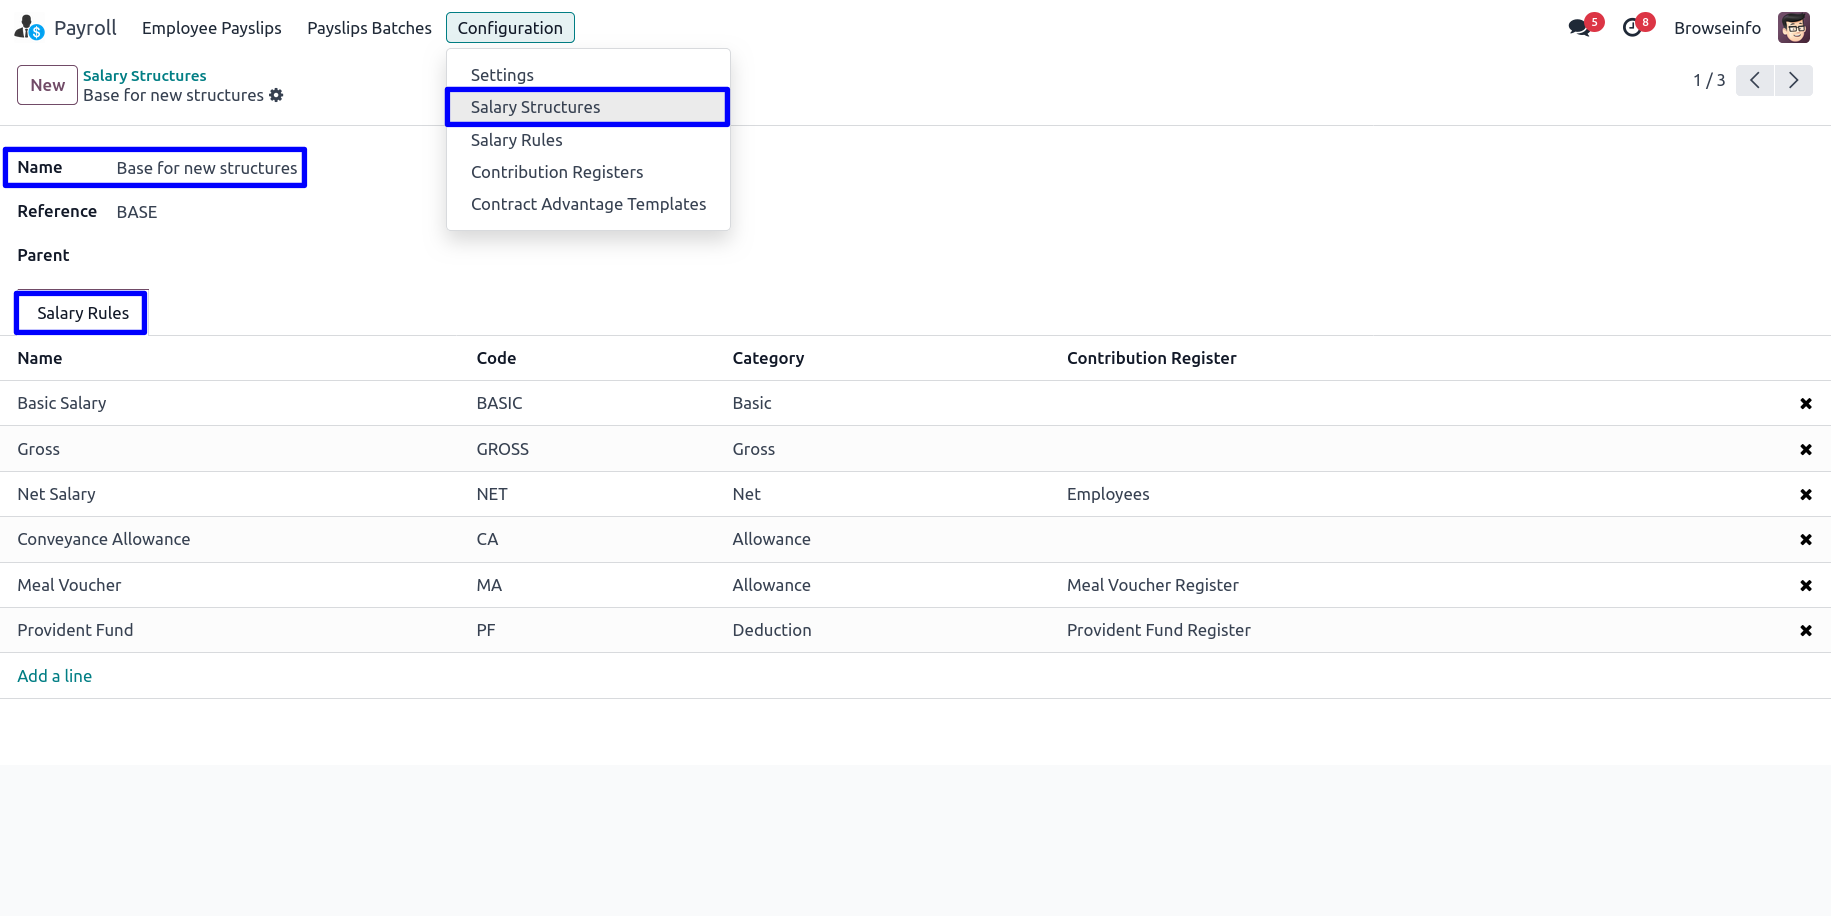 Payroll Employee Payslips Payslips Batches Configuration 5 8 Browseinfo
New Salary Structures
Base for new structures
1 / 3
Settings
Salary Structures
Salary Rules
Contribution Registers
Contract Advantage Templates
Name Base for new structures
Reference BASE
Parent
Salary Rules
Name Code Category Contribution Register
Basic Salary BASIC Basic
Gross GROSS Gross
Net Salary NET Net Employees
Conveyance Allowance CA Allowance
Meal Voucher MA Allowance Meal Voucher Register
Provident Fund PF Deduction Provident Fund Register
Add a line